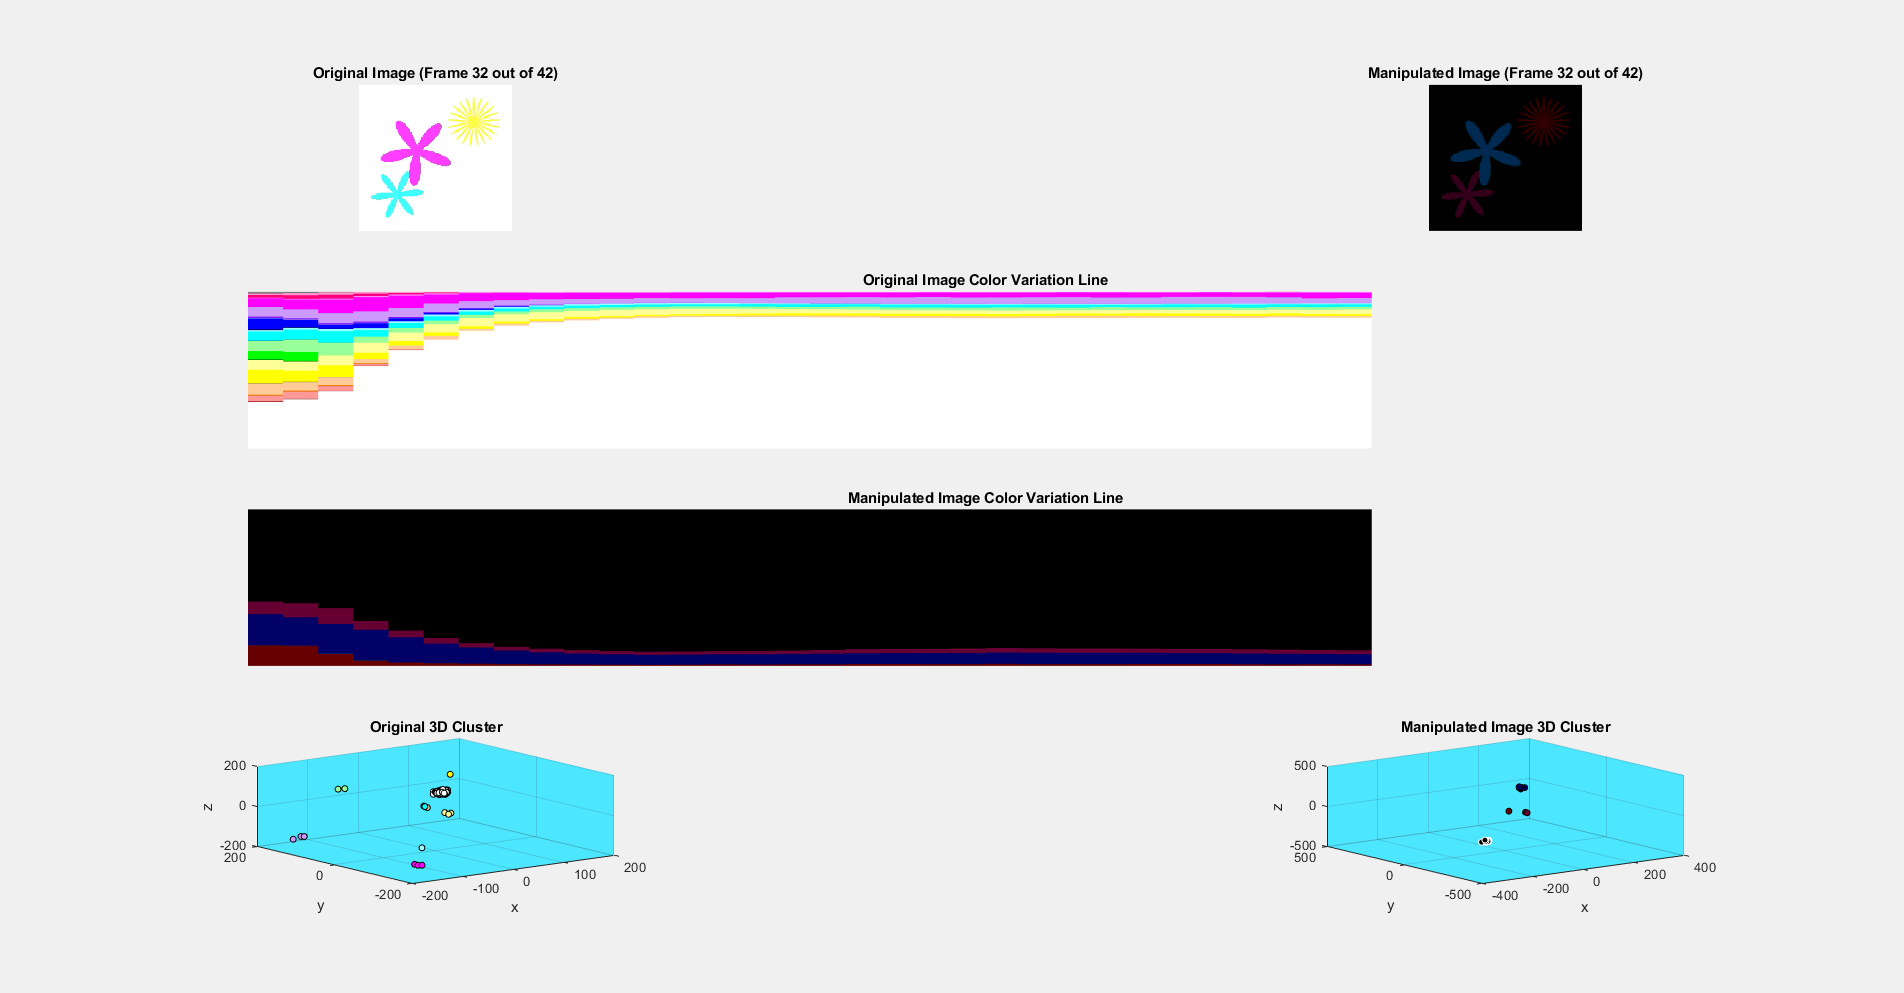 Original Image (Frame 32 out of 42)
Manipulated Image (Frame 32 out of 42)
Original Image Color Variation Line
Manipulated Image Color Variation Line
Original 3D Cluster
200
0
-200
z
200
0
-200
y
-200
-100
0
100
200
x
Manipulated Image 3D Cluster
500
0
-500
z
500
0
-500
y
-400
-200
0
200
400
x